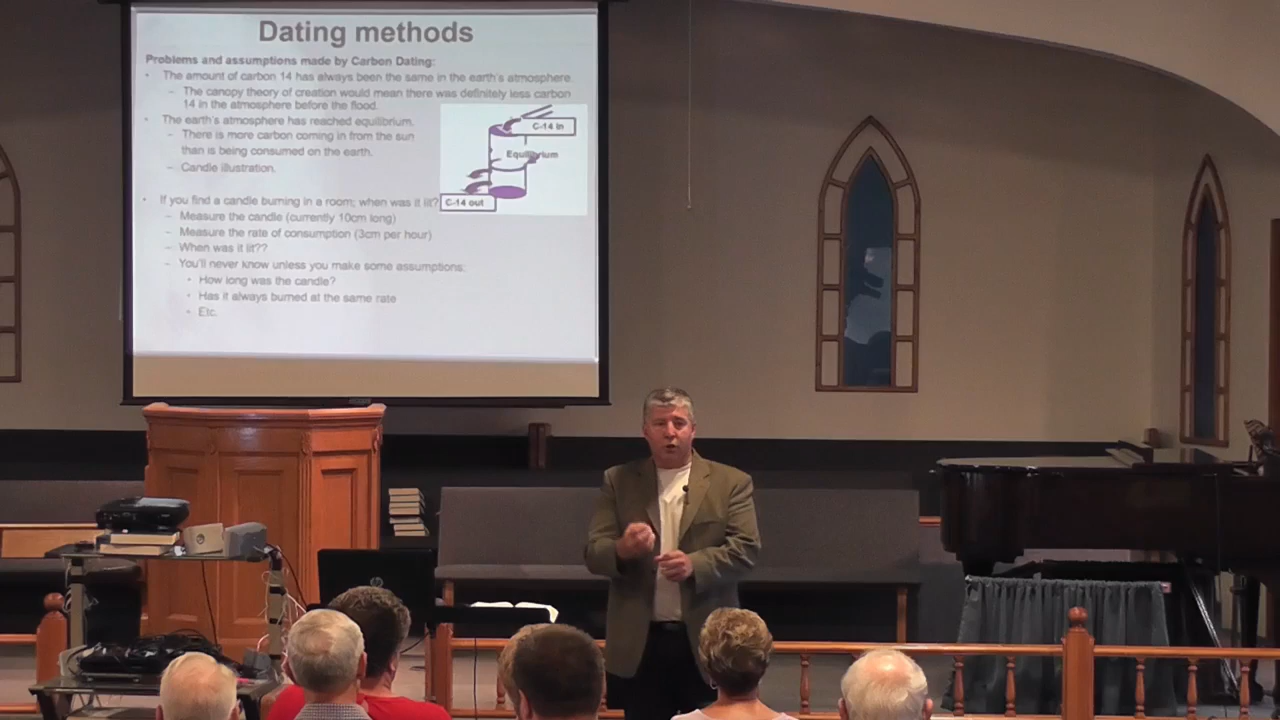 Dating methods
Problems and assumptions made by Carbon Dating:
• The amount of carbon 14 has always been the same in the earth's atmosphere
– The canopy theory of creation would mean there was definitely less carbon
14 in the atmosphere before the flood.
• The earth's atmosphere has reached equilibrium.
– There is more carbon coming in from the sun
than is being consumed on the earth.
– Candle illustration.
C-14 in
Equilibrium
C-14 out
• If you find a candle burning in a room; when was it lit?
– Measure the candle (currently 10cm long)
– Measure the rate of consumption (3cm per hour)
– When was it lit??
– You'll never know unless you make some assumptions:
• How long was the candle?
• Has it always burned at the same rate
• Etc.